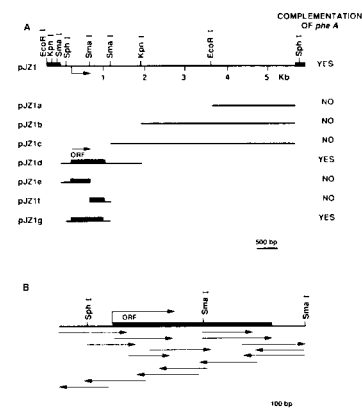 COMPLEMENTATION
OF phe A
A
EcoR I
Kpn I
Sma I
Sph I
Sma I
Sma I
Kpn I
EcoR I
Sph I
pJZ1
1
2
3
4
5
Kb
YES
pJZ1a
NO
pJZ1b
NO
pJZ1c
NO
ORF
pJZ1d
YES
pJZ1e
NO
pJZ1f
NO
pJZ1g
YES
500 bp
B
Sph I
ORF
Sma I
Sma I
100 bp